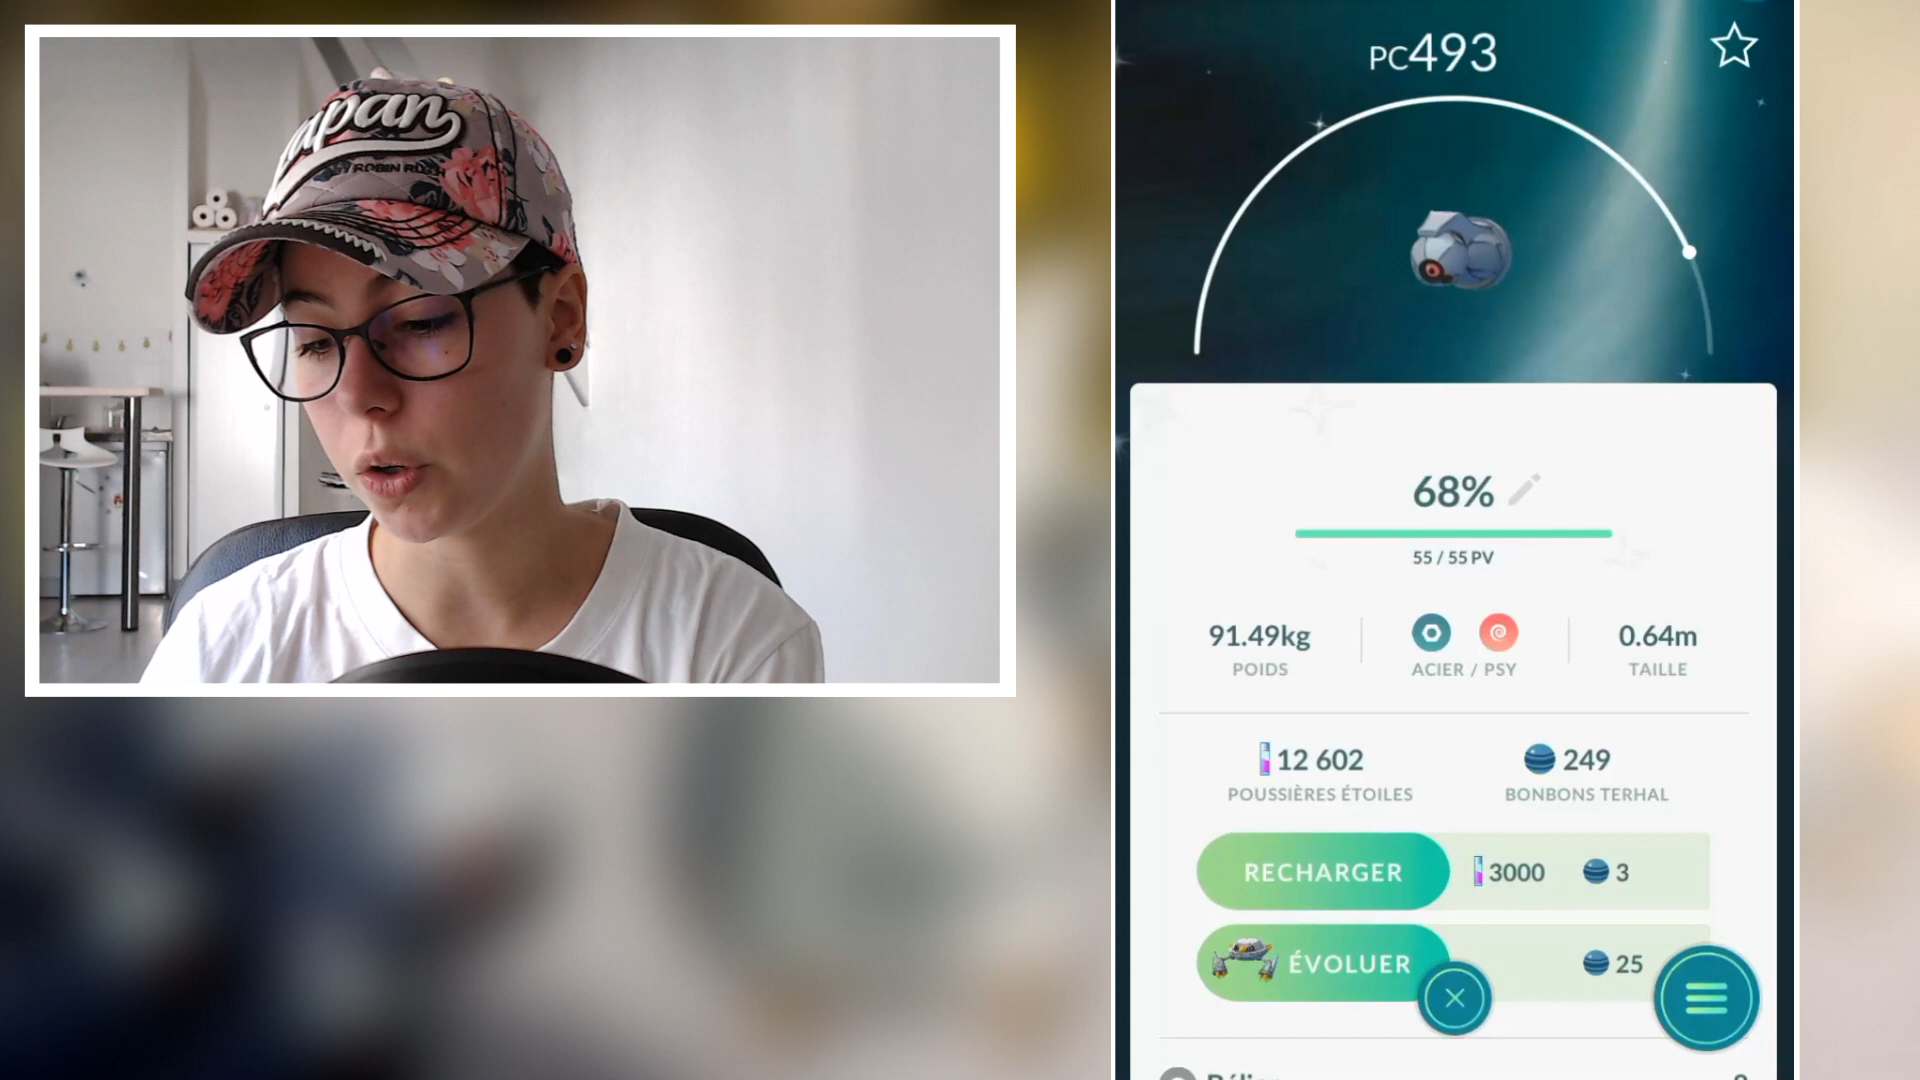 Japan
BY ROBIN RUTH
PC493
68%
55 / 55 PV
91.49kg
POIDS
ACIER / PSY
0.64m
TAILLE
12 602
POUSSIÈRES ÉTOILES
249
BONBONS TERHAL
RECHARGER
3000
3
ÉVOLUER
25